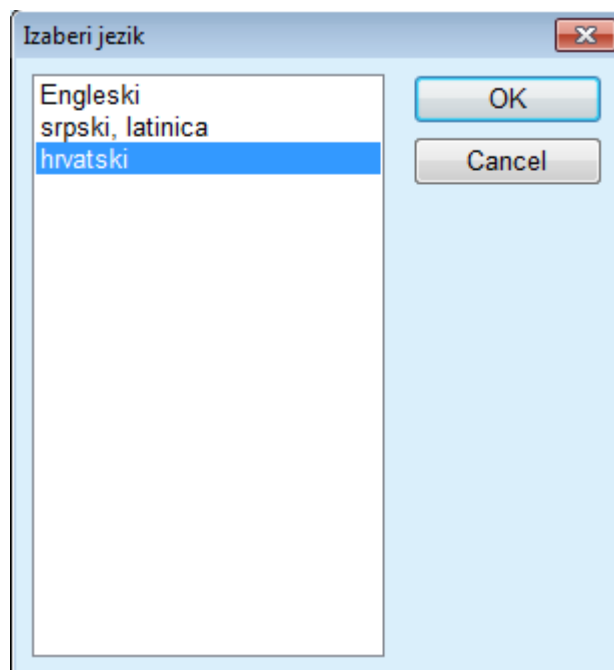 Izaberi jezik
Engleski
srpski, latinica
hrvatski
OK
Cancel